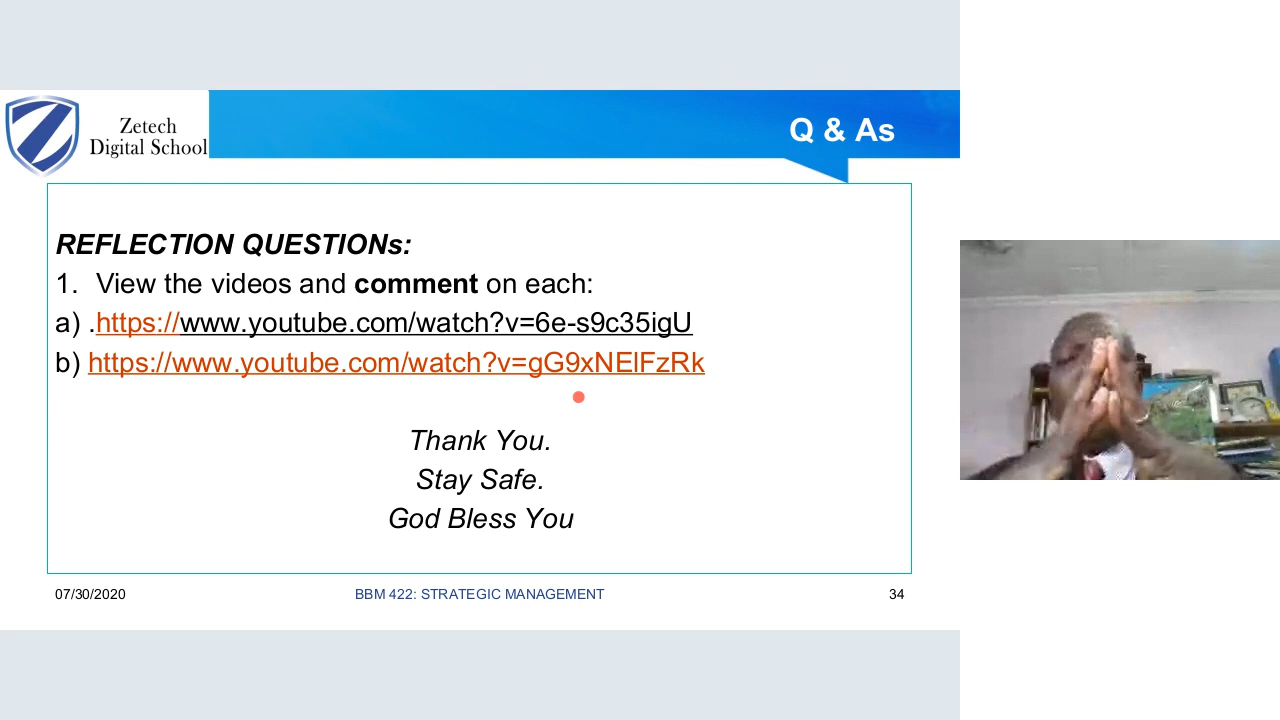 Zetech
Digital School
Q & As
REFLECTION QUESTIONs:
1. View the videos and comment on each:
a) .https://www.youtube.com/watch?v=6e-s9c35igU
b) https://www.youtube.com/watch?v=gG9xNElFzRk
Thank You.
Stay Safe.
God Bless You
07/30/2020
BBM 422: STRATEGIC MANAGEMENT
34